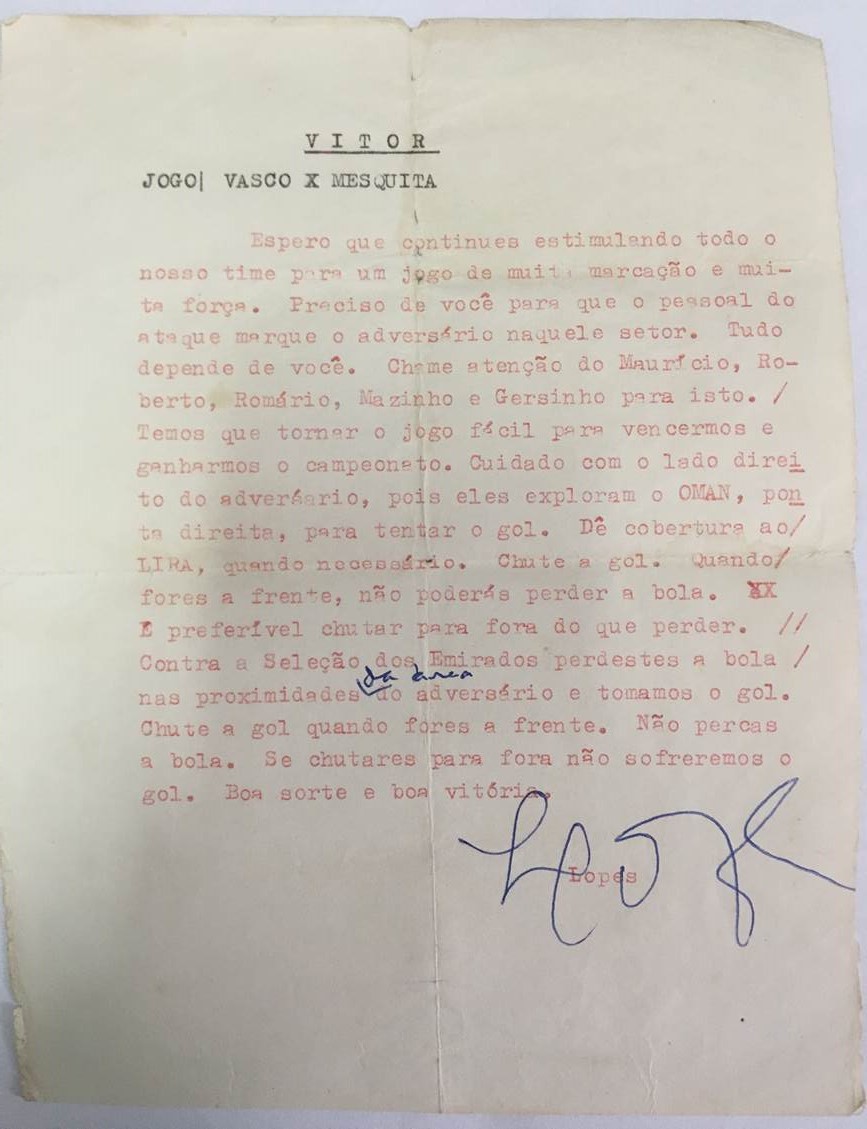 V I T O R
JOGO| VASCO X MESQUITA
Espero que continues estimulando todo o
nosso time para um jogo de muita marcação e mui-
ta força. Preciso de você para que o pessoal do
ataque marque o adversário naquele setor. Tudo
depende de você. Chame atenção do Maurício, Ro-
berto, Romário, Mazinho e Gersinho para isto. /
Temos que tornar o jogo fácil para vencermos e
ganharmos o campeonato. Cuidado com o lado direi
to do adversário, pois eles exploram o OMAN, pon
ta direita, para tentar o gol. Dê cobertura ao/
LIRA, quando necessário. Chute a gol. Quando/
fores a frente, não poderás perder a bola. XX
É preferível chutar para fora do que perder. //
Contra a Seleção dos Emirados perdestes a bola /
da área
nas proximidades do adversário e tomamos o gol.
Chute a gol quando fores a frente. Não percas
a bola. Se chutares para fora não sofreremos o
gol. Boa sorte e boa vitória.
Lopes